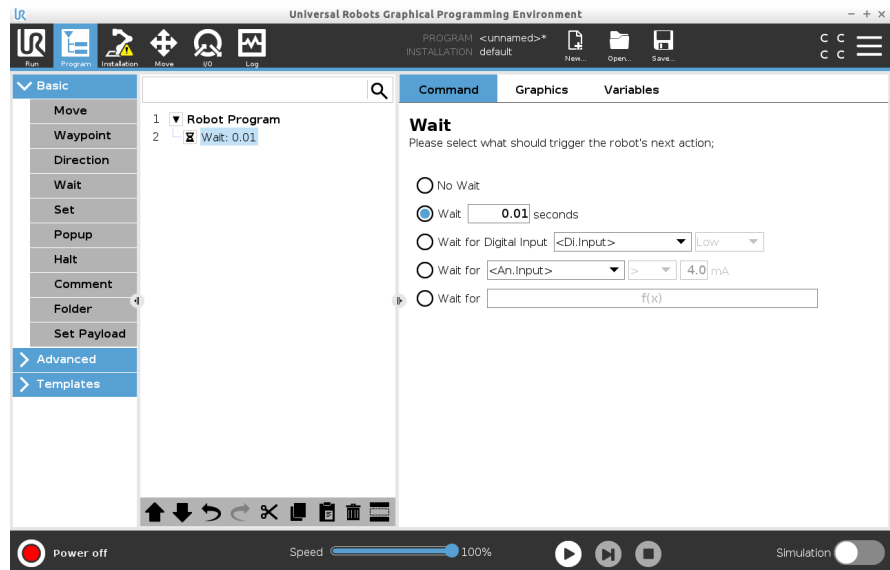 Universal Robots Graphical Programming Environment
Run
Program
Installation
Move
I/O
Log
PROGRAM <unnamed>*
INSTALLATION default
New...
Open...
Save...
C C
C C
Basic
Move
Waypoint
Direction
Wait
Set
Popup
Halt
Comment
Folder
Set Payload
Advanced
Templates
1 Robot Program
2 Wait: 0.01
Command Graphics Variables
Wait
Please select what should trigger the robot's next action;
No Wait
Wait 0.01 seconds
Wait for Digital Input <Di.Input> Low
Wait for <An.Input> > 4.0 mA
Wait for f(x)
Power off
Speed 100%
Simulation